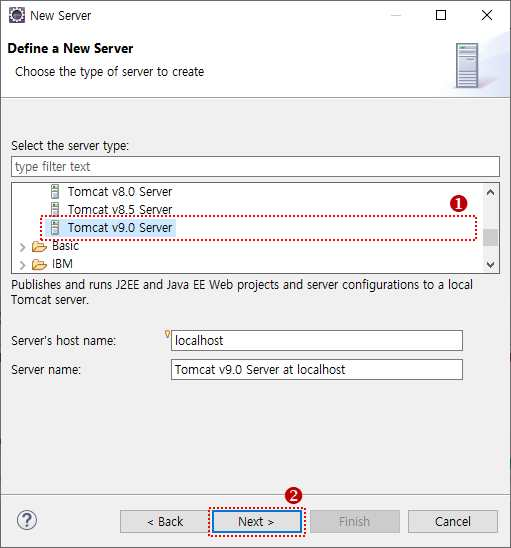 New Server
Define a New Server
Choose the type of server to create
Select the server type:
type filter text
Tomcat v8.0 Server
Tomcat v8.5 Server
1
Tomcat v9.0 Server
Basic
IBM
Publishes and runs J2EE and Java EE Web projects and server configurations to a local
Tomcat server.
Server's host name: localhost
Server name: Tomcat v9.0 Server at localhost
2
? < Back Next > Finish Cancel